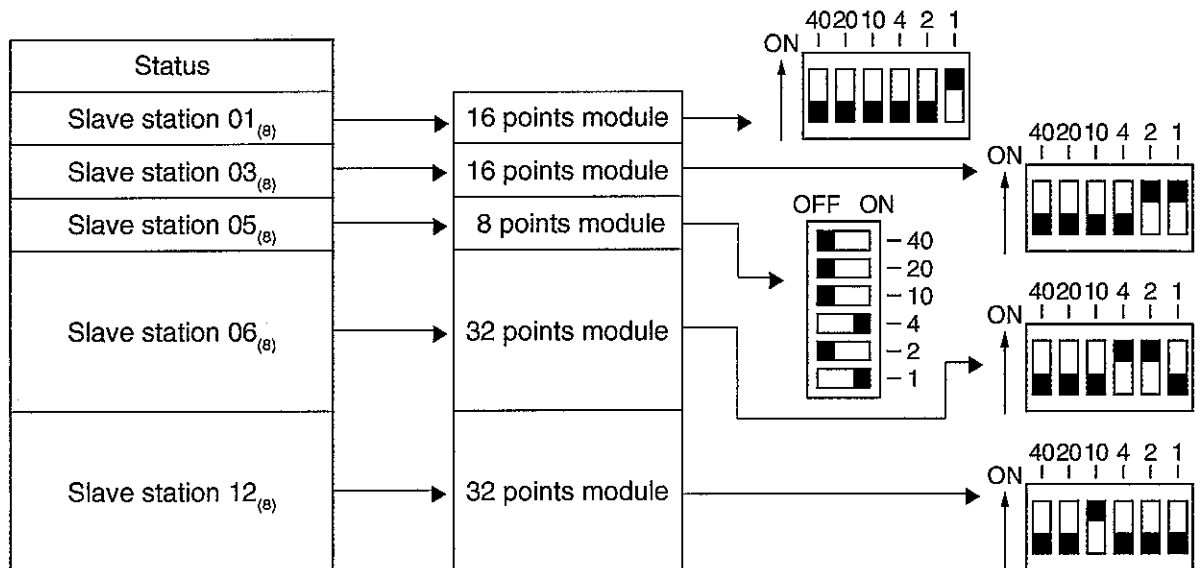 Status
Slave station 01(8)
16 points module
Slave station 03(8)
16 points module
Slave station 05(8)
8 points module
Slave station 06(8)
32 points module
Slave station 12(8)
32 points module
40 20 10 4 2 1
ON
40 20 10 4 2 1
ON
OFF ON
40
20
10
4
2
1
40 20 10 4 2 1
ON
40 20 10 4 2 1
ON